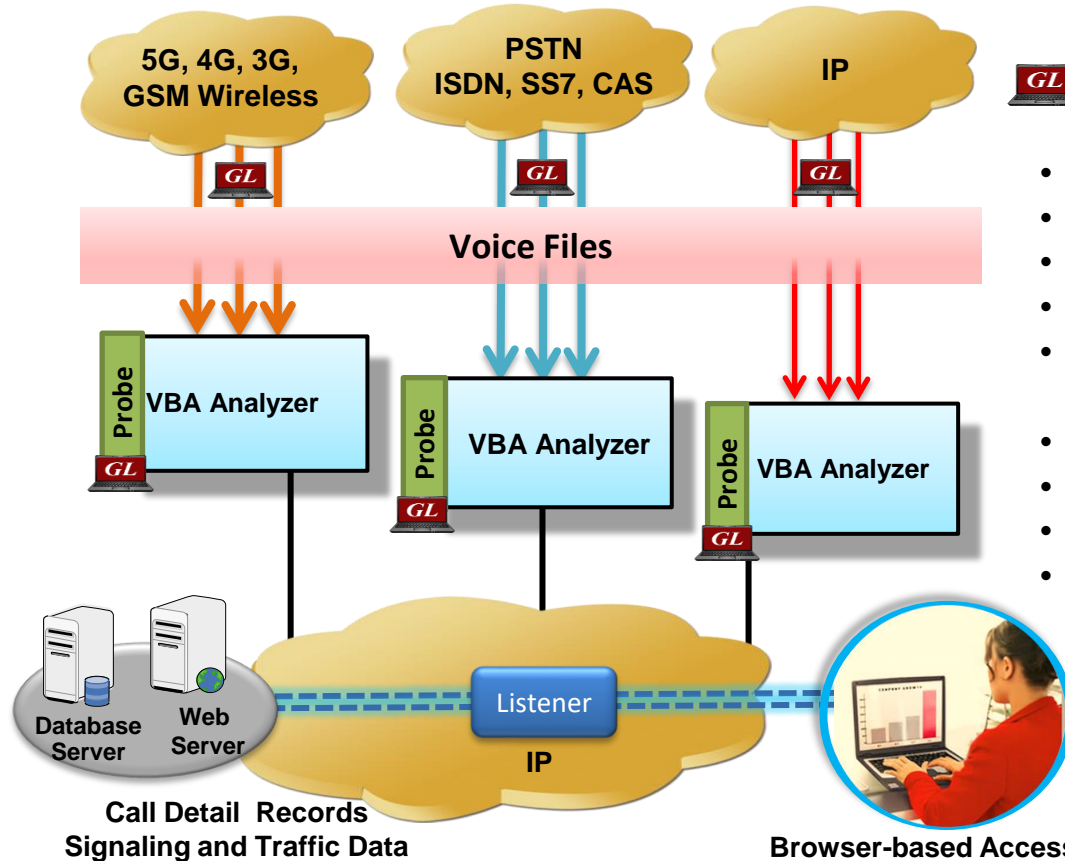 5G, 4G, 3G,
GSM Wireless
PSTN
ISDN, SS7, CAS
IP
GL
GL
GL
GL
Voice Files
Probe
VBA Analyzer
GL
Probe
VBA Analyzer
GL
Probe
VBA Analyzer
GL
Database
Server
Web
Server
Listener
IP
COMPANY GROWTH
Call Detail Records
Signaling and Traffic Data
Browser-based Access